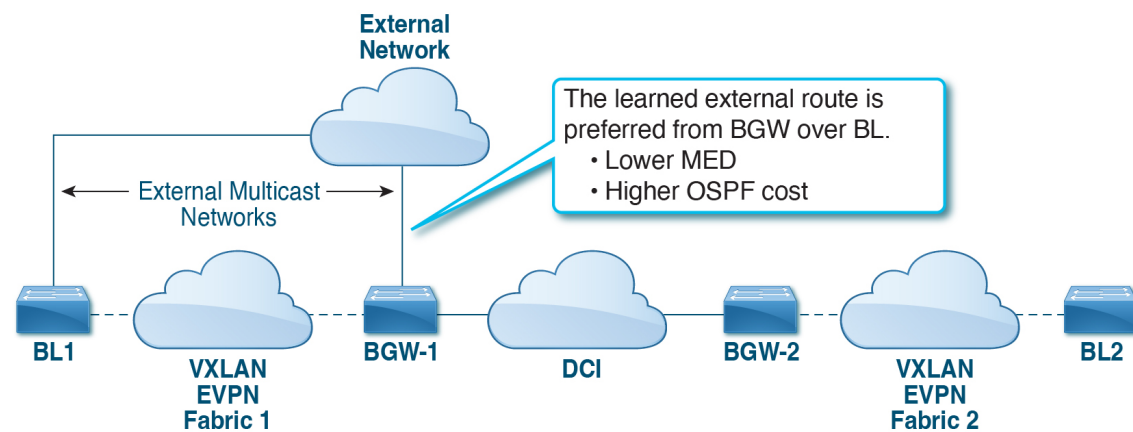 External
Network
The learned external route is
preferred from BGW over BL.
• Lower MED
• Higher OSPF cost
External Multicast
Networks
BL1
VXLAN
EVPN
Fabric 1
BGW-1
DCI
BGW-2
VXLAN
EVPN
Fabric 2
BL2